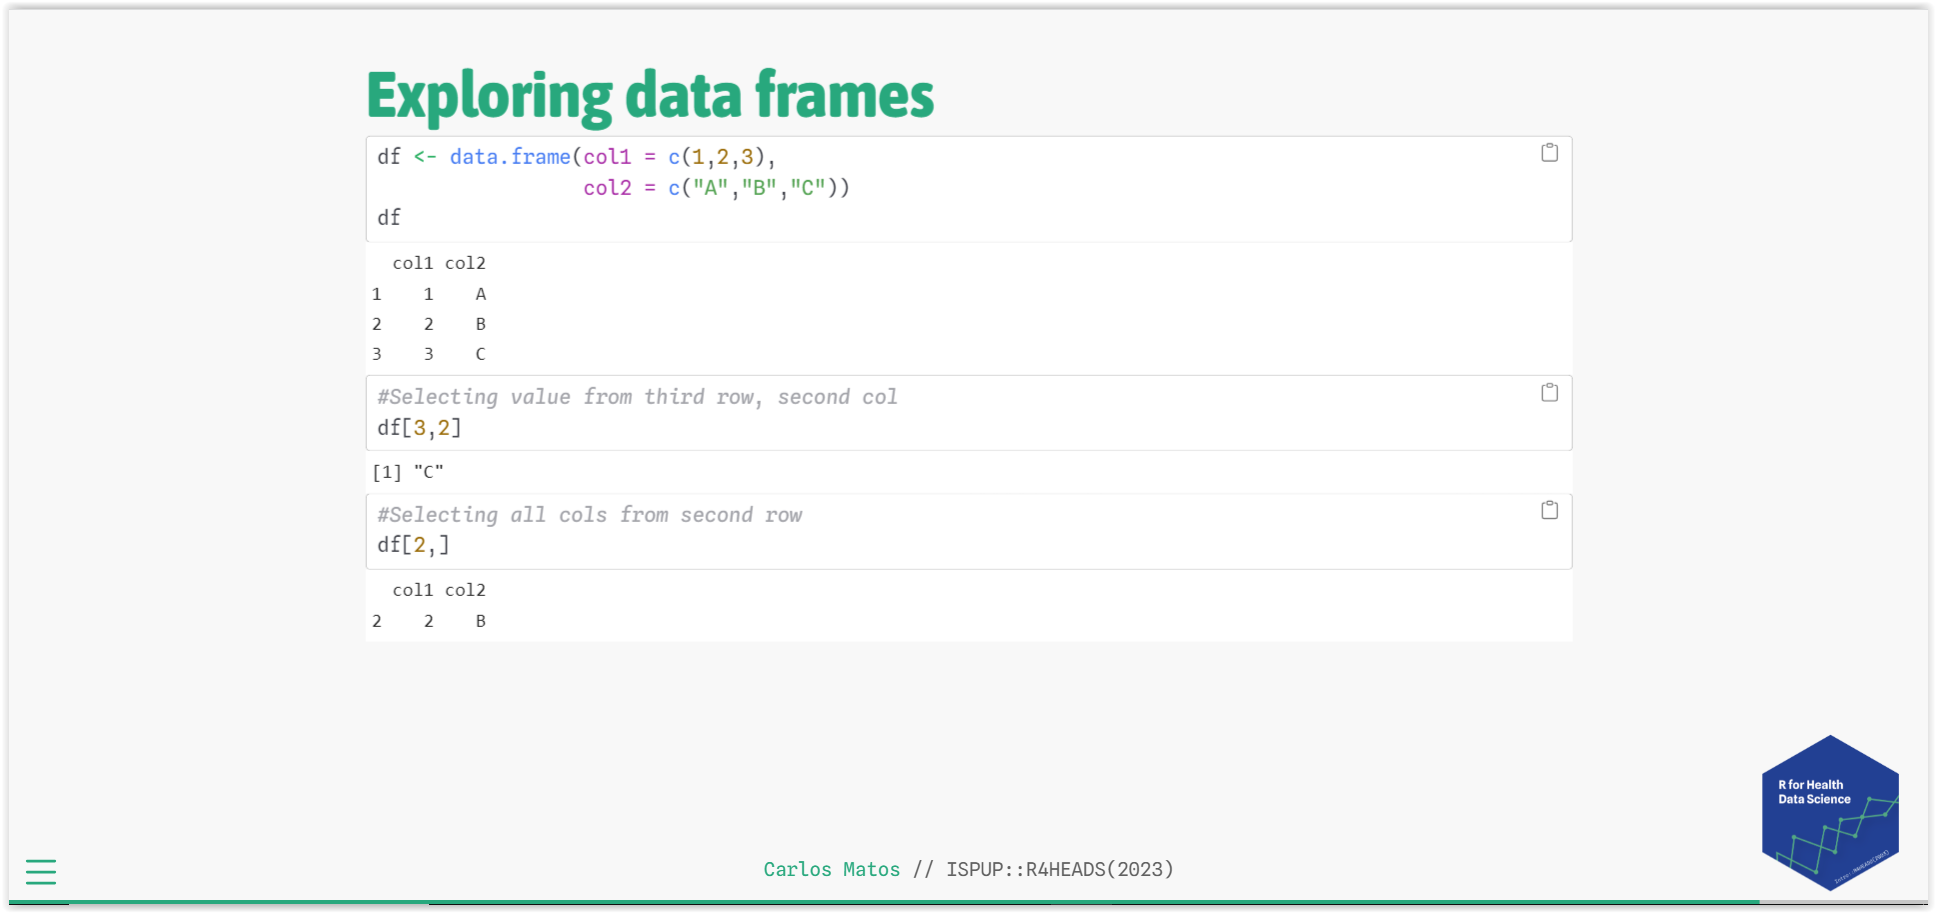 Exploring data frames
df <- data.frame(col1 = c(1,2,3),
                 col2 = c("A","B","C"))
df
  col1 col2
1    1    A
2    2    B
3    3    C
#Selecting value from third row, second col
df[3,2]
[1] "C"
#Selecting all cols from second row
df[2,]
  col1 col2
2    2    B
R for Health
Data Science
Carlos Matos // ISPUP::R4HEADS(2023)